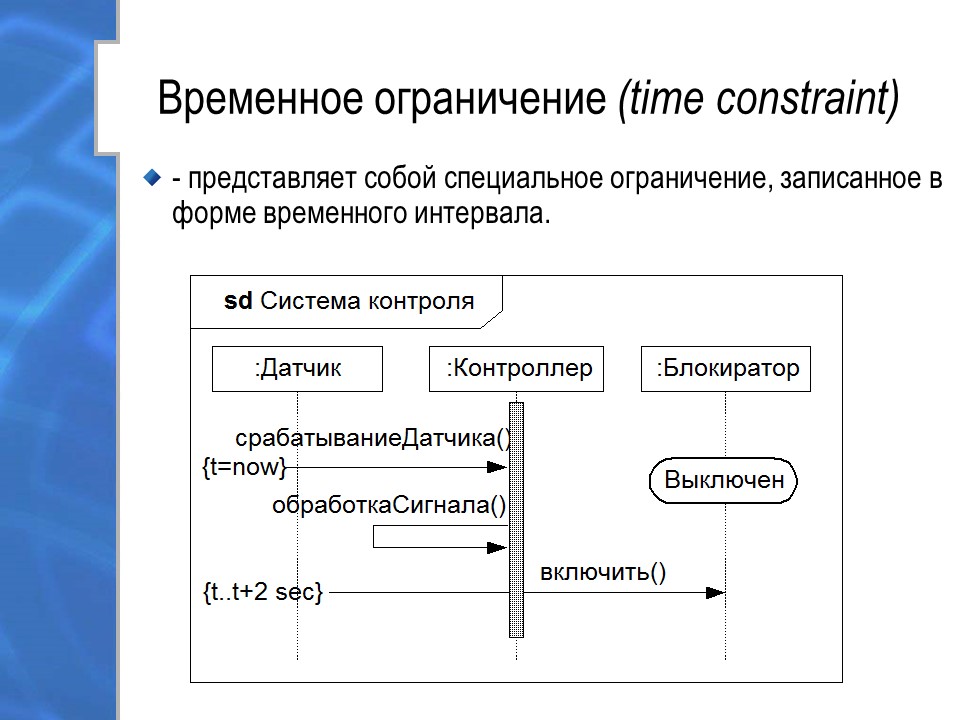 Временное ограничение (time constraint)
- представляет собой специальное ограничение, записанное в
форме временного интервала.
sd Система контроля
:Датчик :Контроллер :Блокиратор
срабатываниеДатчика()
{t=now}
Выключен
обработкаСигнала()
включить()
{t..t+2 sec}